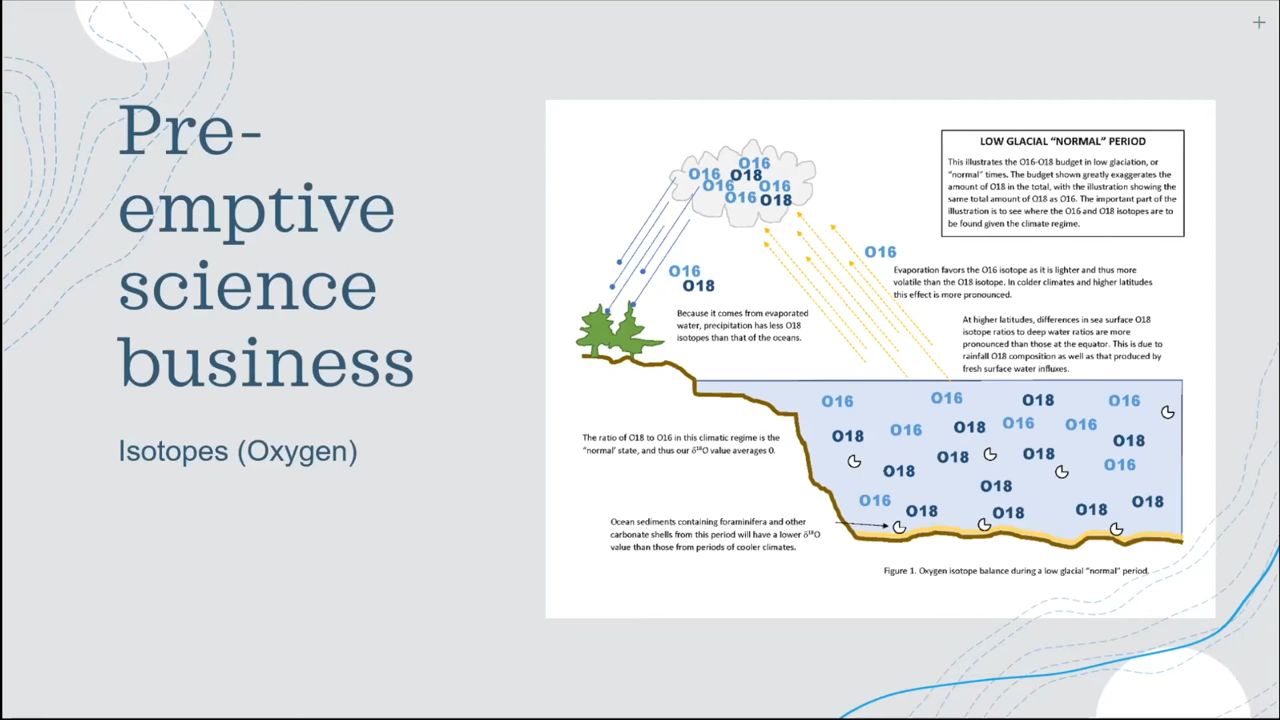 Pre-
emptive
science
business
Isotopes (Oxygen)
LOW GLACIAL “NORMAL” PERIOD
This illustrates the O16-O18 budget in low glaciation, or
“normal” times. The budget shown greatly exaggerates the
amount of O18 in the total, with the illustration showing the
same total amount of O18 as O16. The important part of the
illustration is to see where the O16 and O18 isotopes are to
be found given the climate regime.
O16
O16 O18
O16 O16
O16 O18
O16
O16
O18
Evaporation favors the O16 isotope as it is lighter and thus more
volatile than the O18 isotope. In colder climates and higher latitudes
this effect is more pronounced.
Because it comes from evaporated
water, precipitation has less O18
isotopes than that of the oceans.
At higher latitudes, differences in sea surface O18
isotope ratios to deep water ratios are more
pronounced than those at the equator. This is due to
rainfall O18 composition as well as that produced by
fresh surface water influxes.
O16 O16 O18 O16
O18 O16 O18 O16 O16 O18
O18 O18 O18 O16
O18
O16 O18 O18 O18 O18
The ratio of O18 to O16 in this climatic regime is the
“normal’ state, and thus our δ¹⁸O value averages 0.
Ocean sediments containing foraminifera and other
carbonate shells from this period will have a lower δ¹⁸O
value than those from periods of cooler climates.
Figure 1. Oxygen isotope balance during a low glacial “normal” period.